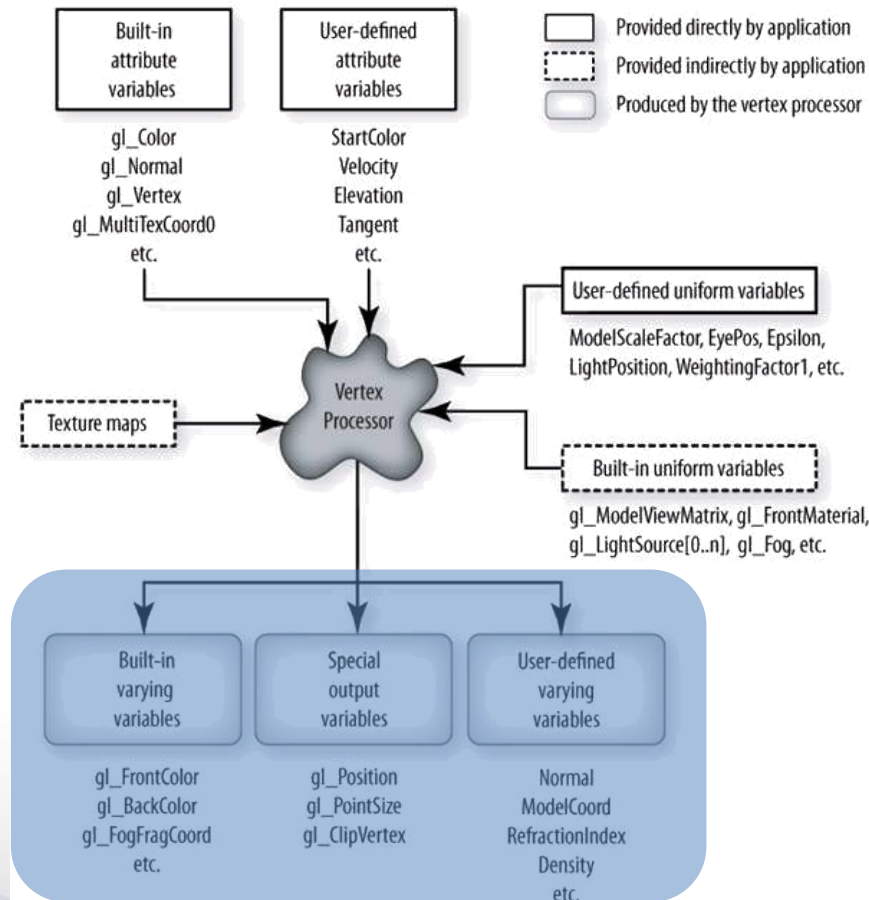 Built-in
attribute
variables
gl_Color
gl_Normal
gl_Vertex
gl_MultiTexCoord0
etc.
User-defined
attribute
variables
StartColor
Velocity
Elevation
Tangent
etc.
Provided directly by application
Provided indirectly by application
Produced by the vertex processor
User-defined uniform variables
ModelScaleFactor, EyePos, Epsilon,
LightPosition, WeightingFactor1, etc.
Vertex
Processor
Texture maps
Built-in uniform variables
gl_ModelViewMatrix, gl_FrontMaterial,
gl_LightSource[0..n], gl_Fog, etc.
Built-in
varying
variables
gl_FrontColor
gl_BackColor
gl_FogFragCoord
etc.
Special
output
variables
gl_Position
gl_PointSize
gl_ClipVertex
User-defined
varying
variables
Normal
ModelCoord
RefractionIndex
Density
etc.